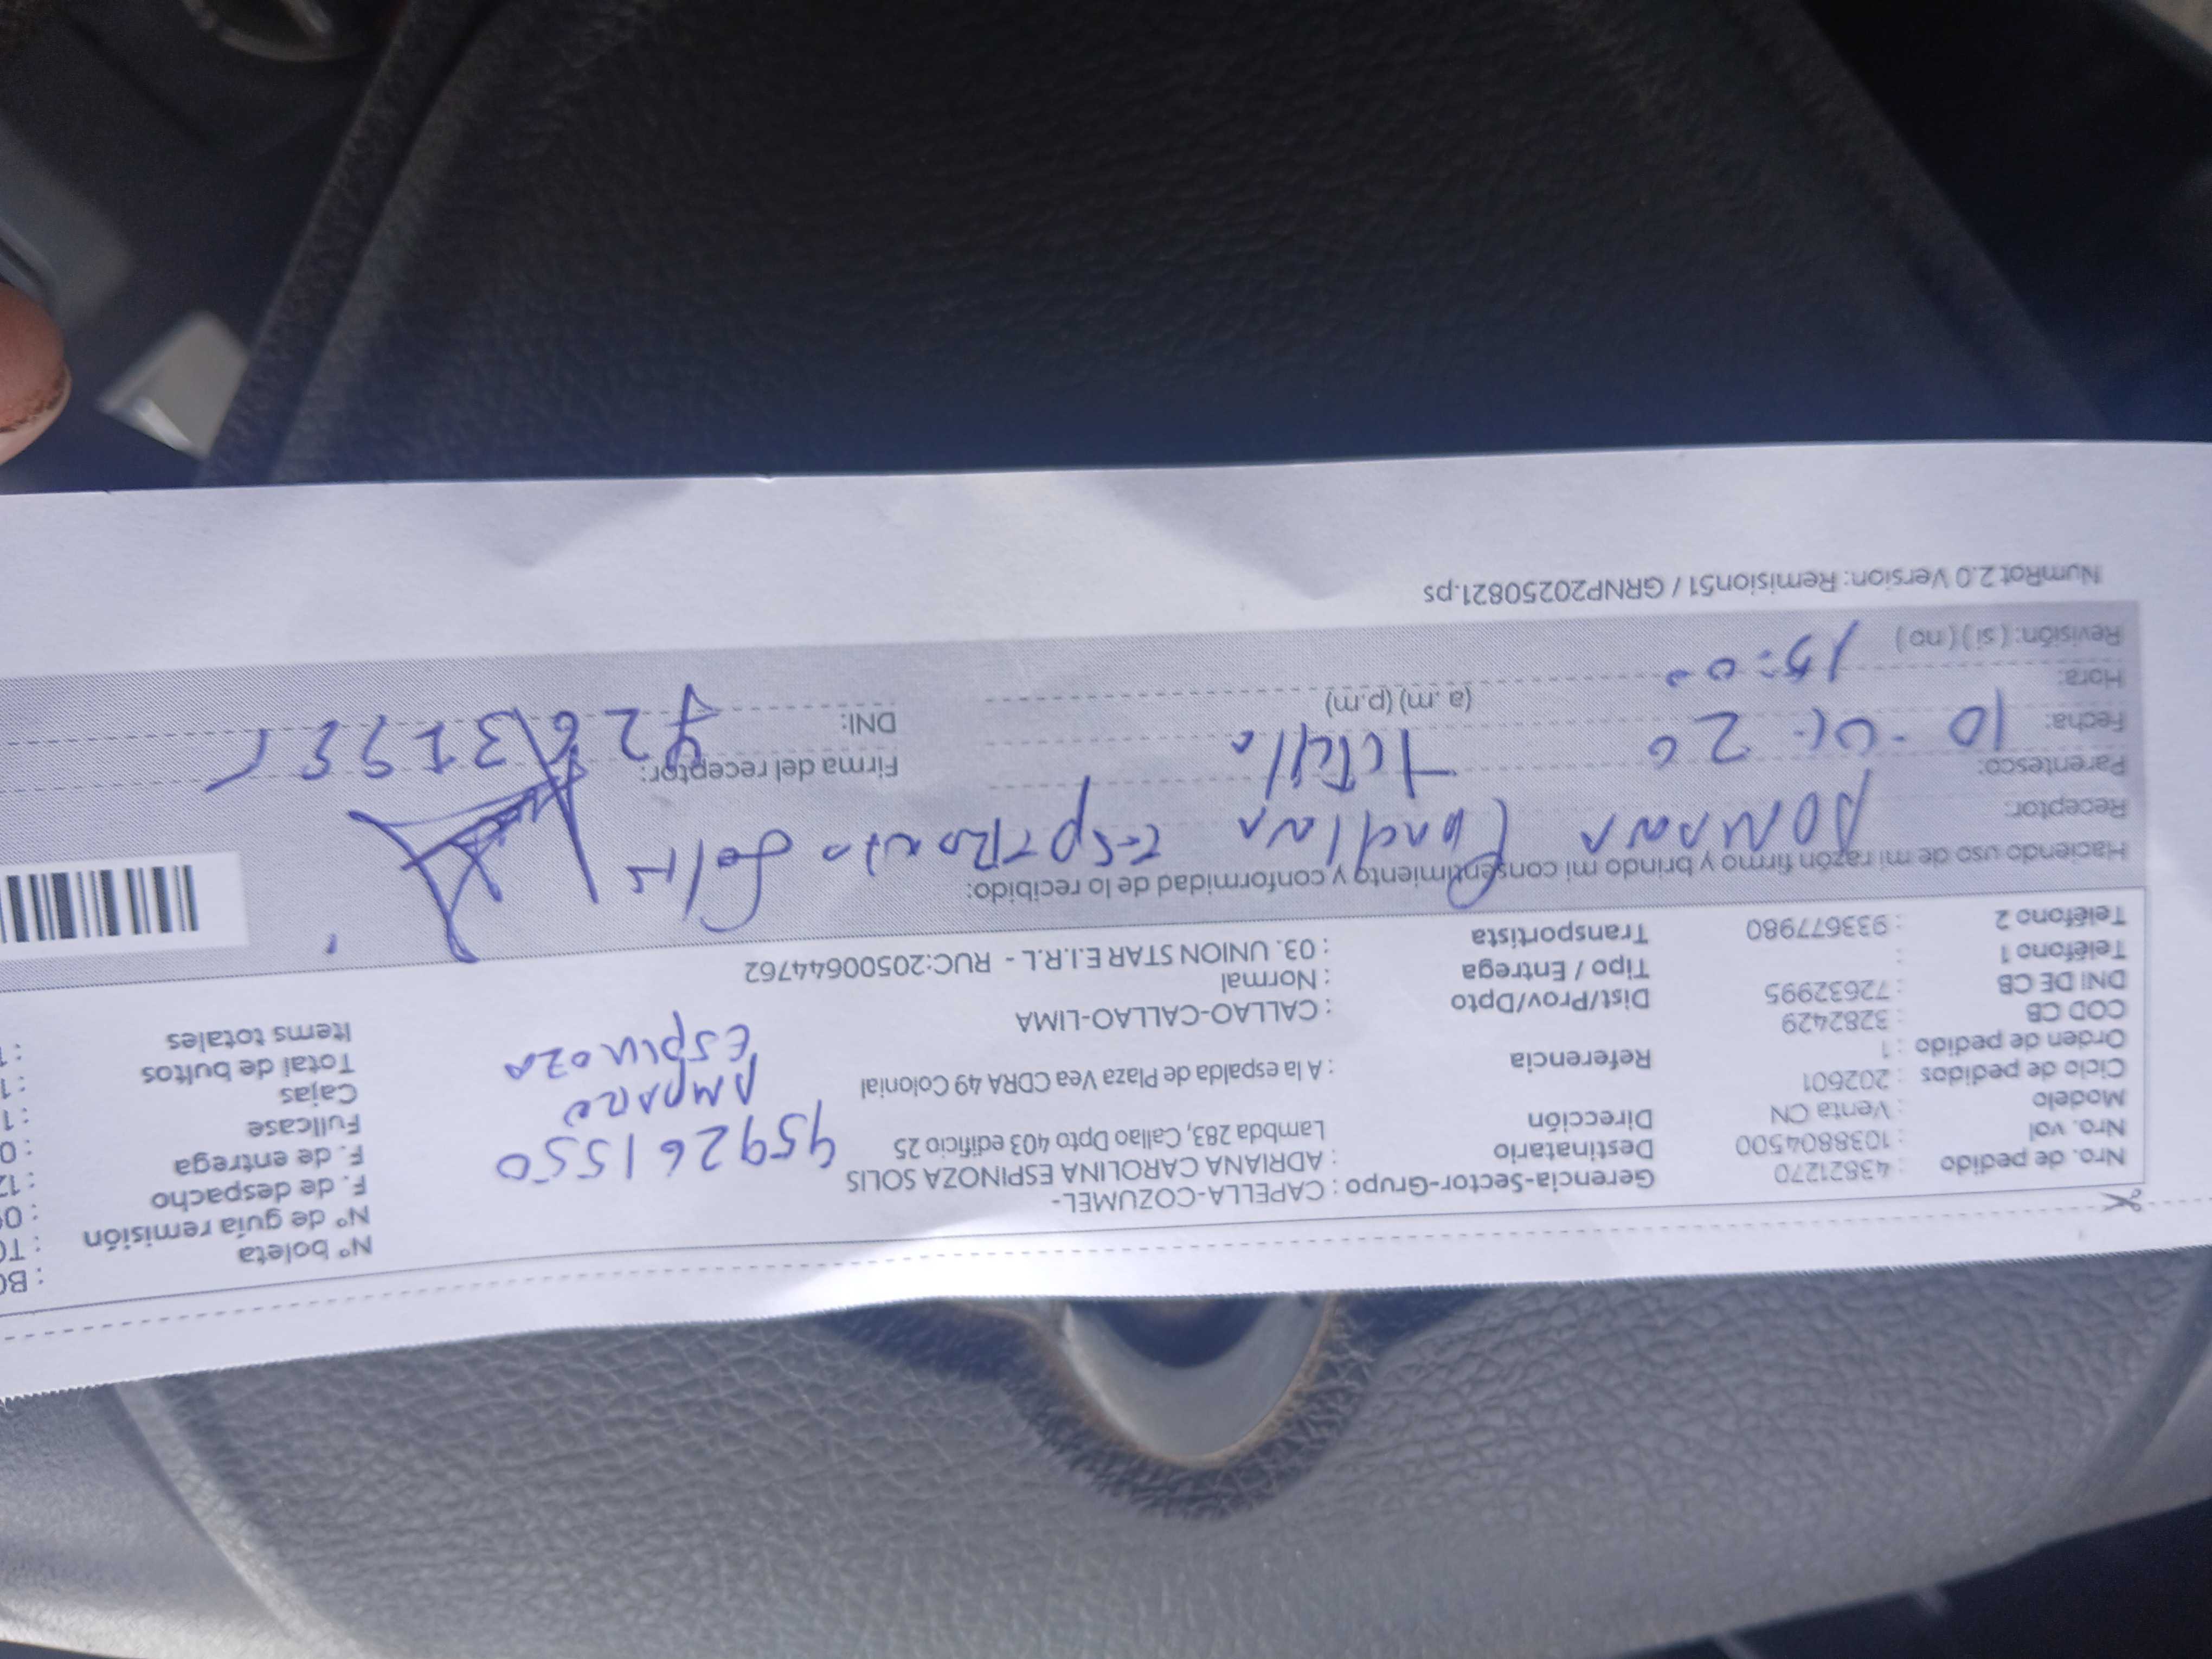 Nro. de pedido : 43821270
Nro. vol : 1038804500
Modelo : Venta CN
Ciclo de pedidos : 202601
Orden de pedido : 1
COD CB : 3282429
DNI DE CB : 72632995
Teléfono 1 :
Teléfono 2 : 933677980
Gerencia-Sector-Grupo : CAPELLA-COZUMEL-
Destinatario : ADRIANA CAROLINA ESPINOZA SOLIS
Dirección Lambda 283, Callao Dpto 403 edificio 25
Referencia : A la espalda de Plaza Vea CDRA 49 Colonial
Dist/Prov/Dpto : CALLAO-CALLAO-LIMA
Tipo / Entrega : Normal
Transportista : 03. UNION STAR E.I.R.L - RUC:20500644762
959261550
AMPARO
ESPINOZA
N° boleta : B
N° de guía remisión : T
F. de despacho : 0
F. de entrega : 12
Fullcase : 0
Cajas : 1
Total de bultos : 1
Items totales :
Haciendo uso de mi razón firmo y brindo mi consentimiento y conformidad de lo recibido:
Receptor:
Parentesco:
Firma del receptor:
Fecha: 10
Hora: 15:00 (a.m) (p.m)
DNI:
Revisión: ( si ) ( no )
NumRot 2.0 Version: Remision51 / GRNP20250821.ps